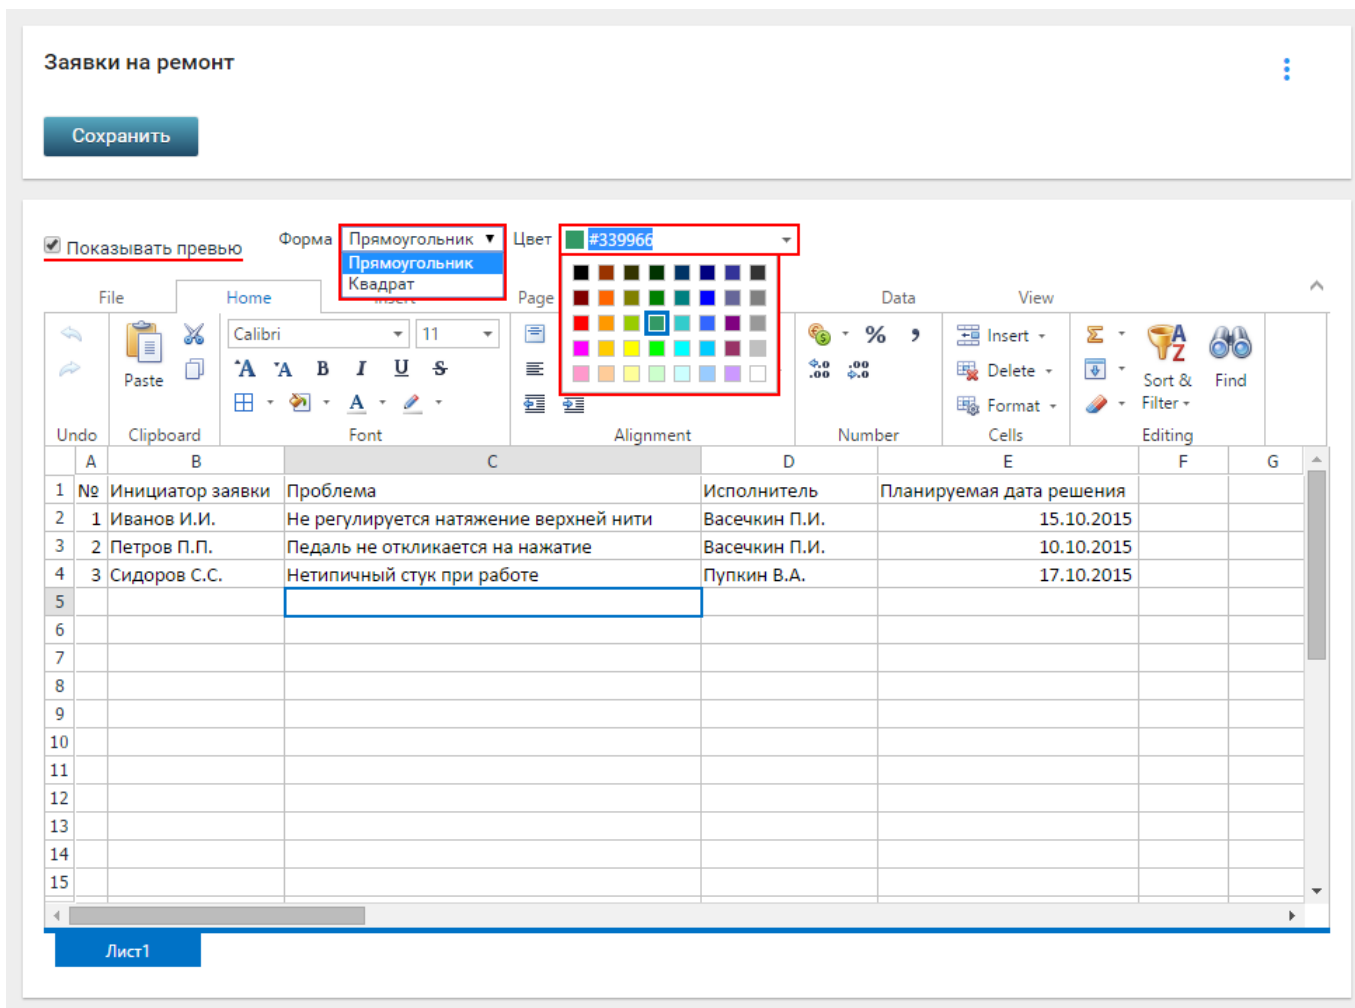 Заявки на ремонт
Сохранить
Показывать превью Форма Прямоугольник Цвет #339966
Прямоугольник
Квадрат
File Home Insert Page Data View
Calibri 11 % Insert Σ
Paste A A B I U S .00 .00 Delete Sort & Filter Find
A Format
Undo Clipboard Font Alignment Number Cells Editing
A B C D E F G
1 № Инициатор заявки Проблема Исполнитель Планируемая дата решения
2 1 Иванов И.И. Не регулируется натяжение верхней нити Васечкин П.И. 15.10.2015
3 2 Петров П.П. Педаль не откликается на нажатие Васечкин П.И. 10.10.2015
4 3 Сидоров С.С. Нетипичный стук при работе Пупкин В.А. 17.10.2015
5
6
7
8
9
10
11
12
13
14
15
Лист1